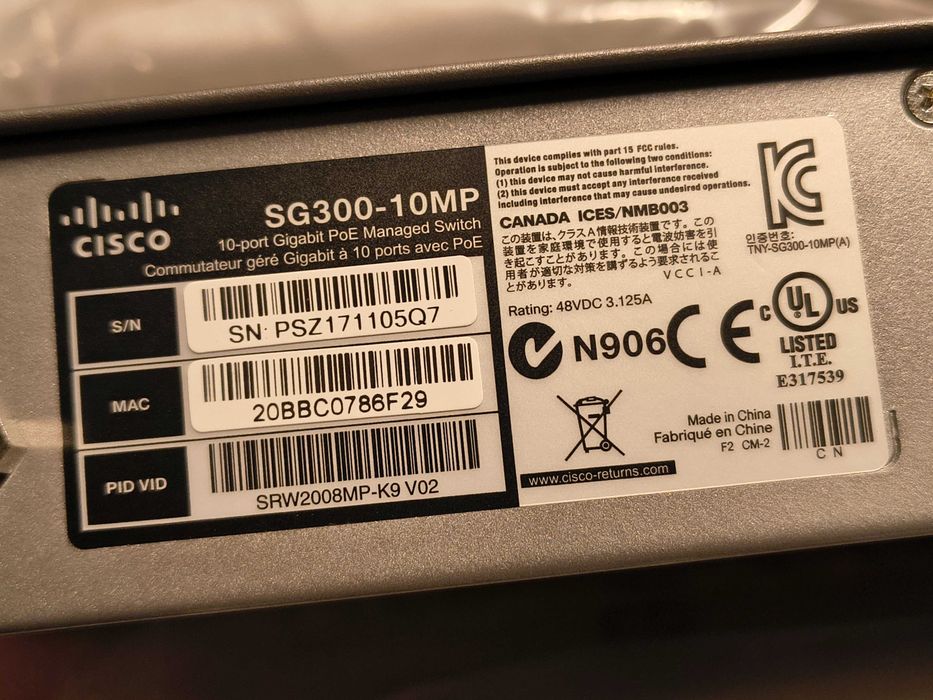 CISCO
SG300-10MP
10-port Gigabit PoE Managed Switch
Commutateur géré Gigabit à 10 ports avec PoE
S/N
SN: PSZ171105Q7
MAC
20BBC0786F29
PID VID
SRW2008MP-K9 V02
This device complies with part 15 FCC rules.
Operation is subject to the following two conditions:
(1) this device may not cause harmful interference.
(2) this device must accept any interference received
including interference that may cause undesired operations.
CANADA ICES/NMB003
この装置は、クラスA情報技術装置です。この
装置を家庭環境で使用すると電波妨害を引
き起こすことがあります。この場合には使
用者が適切な対策を講ずるよう要求されるこ
とがあります。
VCCI-A
인증번호:
TNY-SG300-10MP(A)
Rating: 48VDC 3.125A
N906
CE
C UL US
LISTED
I.T.E.
E317539
www.cisco-returns.com
Made in China
Fabriqué en Chine
F2 CM-2
CN